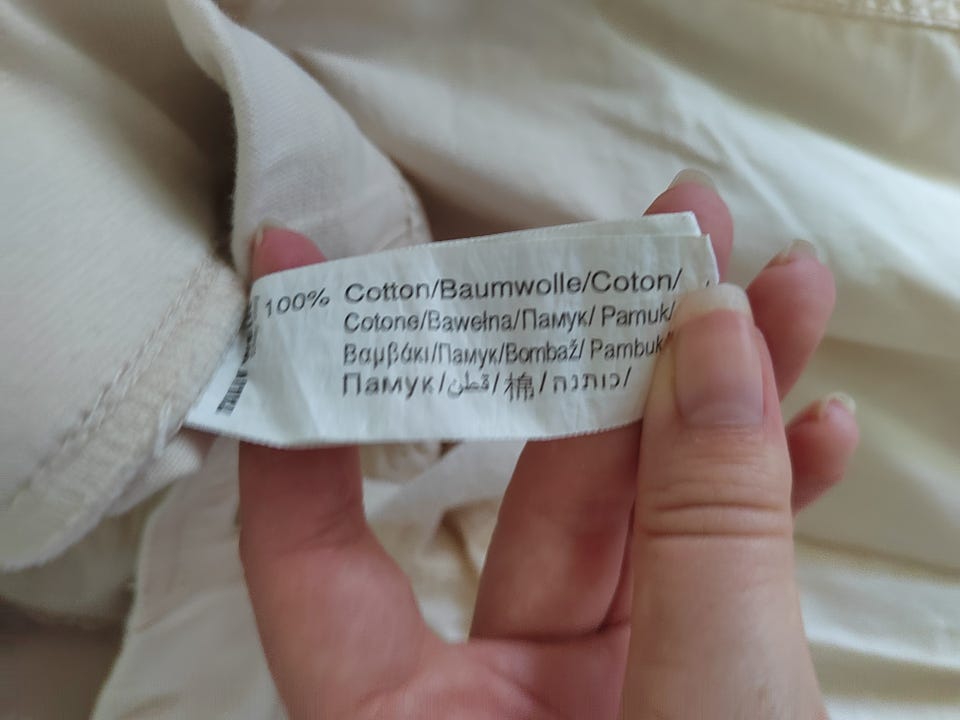 100% Cotton/Baumwolle/Coton/
Cotone/Bawełna/Памук/ Pamuk/
Βαμβάκι/Памук/Bombaž/ Pambuk
Памук/قطن/棉/כותנה/